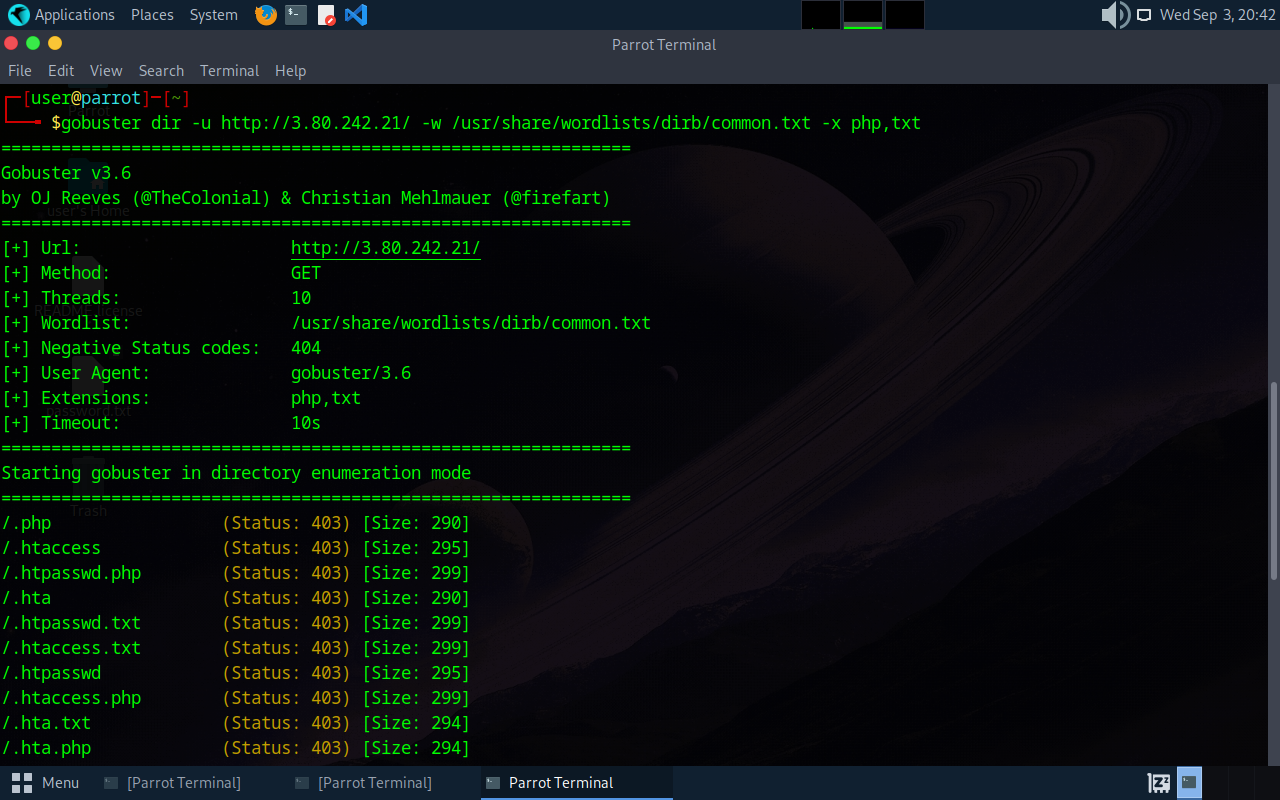 Applications Places System Wed Sep 3, 20:42
Parrot Terminal
File Edit View Search Terminal Help
[user@parrot]─[~]
$gobuster dir -u http://3.80.242.21/ -w /usr/share/wordlists/dirb/common.txt -x php,txt
===============================================================
Gobuster v3.6
by OJ Reeves (@TheColonial) & Christian Mehlmauer (@firefart)
===============================================================
[+] Url: http://3.80.242.21/
[+] Method: GET
[+] Threads: 10
[+] Wordlist: /usr/share/wordlists/dirb/common.txt
[+] Negative Status codes: 404
[+] User Agent: gobuster/3.6
[+] Extensions: php,txt
[+] Timeout: 10s
===============================================================
Starting gobuster in directory enumeration mode
===============================================================
/.php (Status: 403) [Size: 290]
/.htaccess (Status: 403) [Size: 295]
/.htpasswd.php (Status: 403) [Size: 299]
/.hta (Status: 403) [Size: 290]
/.htpasswd.txt (Status: 403) [Size: 299]
/.htaccess.txt (Status: 403) [Size: 299]
/.htpasswd (Status: 403) [Size: 295]
/.htaccess.php (Status: 403) [Size: 299]
/.hta.txt (Status: 403) [Size: 294]
/.hta.php (Status: 403) [Size: 294]
user's Home
README.license
password.txt
Trash
Menu [Parrot Terminal] [Parrot Terminal] Parrot Terminal